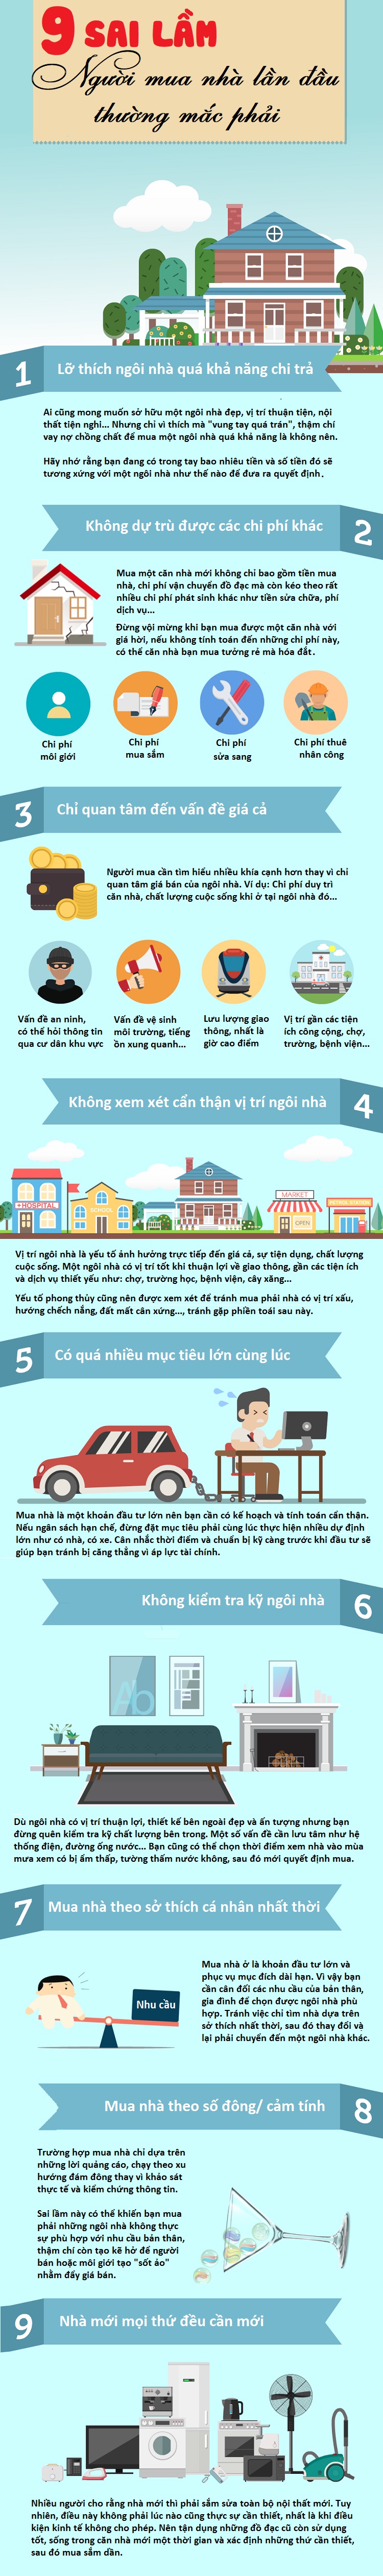 9 SAI LẦM
Người mua nhà lần đầu
thường mắc phải
1
Lỡ thích ngôi nhà quá khả năng chi trả
Ai cũng mong muốn sở hữu một ngôi nhà đẹp, vị trí thuận tiện, nội
thất tiện nghi... Nhưng chỉ vì thích mà "vung tay quá trán", thậm chí
vay nợ chồng chất để mua một ngôi nhà quá khả năng là không nên.
Hãy nhớ rằng bạn đang có trong tay bao nhiêu tiền và số tiền đó sẽ
tương xứng với một ngôi nhà như thế nào để đưa ra quyết định.
Không dự trù được các chi phí khác
2
Mua một căn nhà mới không chỉ bao gồm tiền mua
nhà, chi phí vận chuyển đồ đạc mà còn kéo theo rất
nhiều chi phí phát sinh khác như tiền sửa chữa, phí
dịch vụ...
Đừng vội mừng khi bạn mua được một căn nhà với
giá hời, nếu không tính toán đến những chi phí này,
có thể căn nhà bạn mua tưởng rẻ mà hóa đắt.
Chi phí
môi giới
Chi phí
mua sắm
Chi phí
sửa sang
Chi phí thuê
nhân công
3
Chỉ quan tâm đến vấn đề giá cả
Người mua cần tìm hiểu nhiều khía cạnh hơn thay vì chỉ
quan tâm giá bán của ngôi nhà. Ví dụ: Chi phí duy trì
căn nhà, chất lượng cuộc sống khi ở tại ngôi nhà đó...
Vấn đề an ninh,
có thể hỏi thông tin
qua cư dân khu vực
Vấn đề vệ sinh
môi trường, tiếng
ồn xung quanh...
Lưu lượng giao
thông, nhất là
giờ cao điểm
Vị trí gần các tiện
ích công cộng, chợ,
trường, bệnh viện...
Không xem xét cẩn thận vị trí ngôi nhà
4
HOSPITAL
SCHOOL
MARKET
OPEN
Vị trí ngôi nhà là yếu tố ảnh hưởng trực tiếp đến giá cả, sự tiện dụng, chất lượng
cuộc sống. Một ngôi nhà có vị trí tốt khi thuận lợi về giao thông, gần các tiện ích
và dịch vụ thiết yếu như: chợ, trường học, bệnh viện, cây xăng...
Yếu tố phong thủy cũng nên được xem xét để tránh mua phải nhà có vị trí xấu,
hướng chếch nắng, đất mất cân xứng..., tránh gặp phiền toái sau này.
5
Có quá nhiều mục tiêu lớn cùng lúc
Mua nhà là một khoản đầu tư lớn nên bạn cần có kế hoạch và tính toán cẩn thận.
Nếu ngân sách hạn chế, đừng đặt mục tiêu phải cùng lúc thực hiện nhiều dự định
lớn như có nhà, có xe. Cân nhắc thời điểm và chuẩn bị kỹ càng trước khi đầu tư sẽ
giúp bạn tránh bị căng thẳng vì áp lực tài chính.
Không kiểm tra kỹ ngôi nhà
6
Ab
Dù ngôi nhà có vị trí thuận lợi, thiết kế bên ngoài đẹp và ấn tượng nhưng bạn
đừng quên kiểm tra kỹ chất lượng bên trong. Một số vấn đề cần lưu tâm như hệ
thống điện, đường ống nước... Bạn cũng có thể chọn thời điểm xem nhà vào mùa
mưa xem có bị ẩm thấp, tường thấm nước không, sau đó mới quyết định mua.
7
Mua nhà theo sở thích cá nhân nhất thời
Nhu cầu
Mua nhà ở là khoản đầu tư lớn và
phục vụ mục đích dài hạn. Vì vậy bạn
cần cân đối các nhu cầu của bản thân,
gia đình để chọn được ngôi nhà phù
hợp. Tránh việc chỉ tìm nhà dựa trên
sở thích nhất thời, sau đó thay đổi và
lại phải chuyển đến một ngôi nhà khác.
Mua nhà theo số đông/ cảm tính
8
Trường hợp mua nhà chỉ dựa trên
những lời quảng cáo, chạy theo xu
hướng đám đông thay vì khảo sát
thực tế và kiểm chứng thông tin.
Sai lầm này có thể khiến bạn mua
phải những ngôi nhà không thực
sự phù hợp với nhu cầu bản thân,
thậm chí còn tạo kẽ hở để người
bán hoặc môi giới tạo "sốt ảo"
nhằm đẩy giá bán.
9
Nhà mới mọi thứ đều cần mới
Nhiều người cho rằng nhà mới thì phải sắm sửa toàn bộ nội thất mới. Tuy
nhiên, điều này không phải lúc nào cũng thực sự cần thiết, nhất là khi điều
kiện kinh tế không cho phép. Nên tận dụng những đồ đạc cũ còn sử dụng
tốt, sống trong căn nhà mới một thời gian và xác định những thứ cần thiết,
sau đó mua sắm dần.